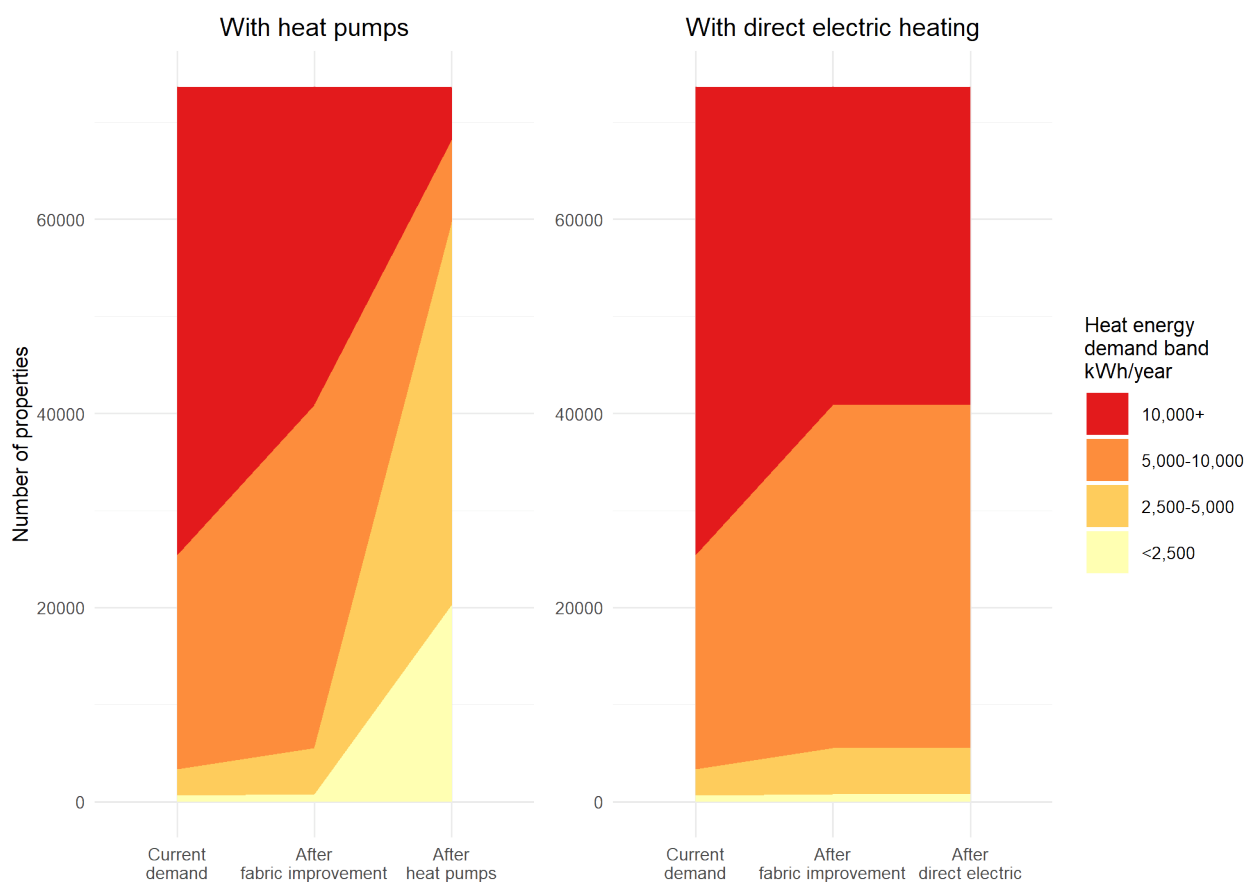 With heat pumps
With direct electric heating
Number of properties
60000
40000
20000
0
60000
40000
20000
0
Current
demand
After
fabric improvement
After
heat pumps
Current
demand
After
fabric improvement
After
direct electric
Heat energy
demand band
kWh/year
10,000+
5,000-10,000
2,500-5,000
<2,500